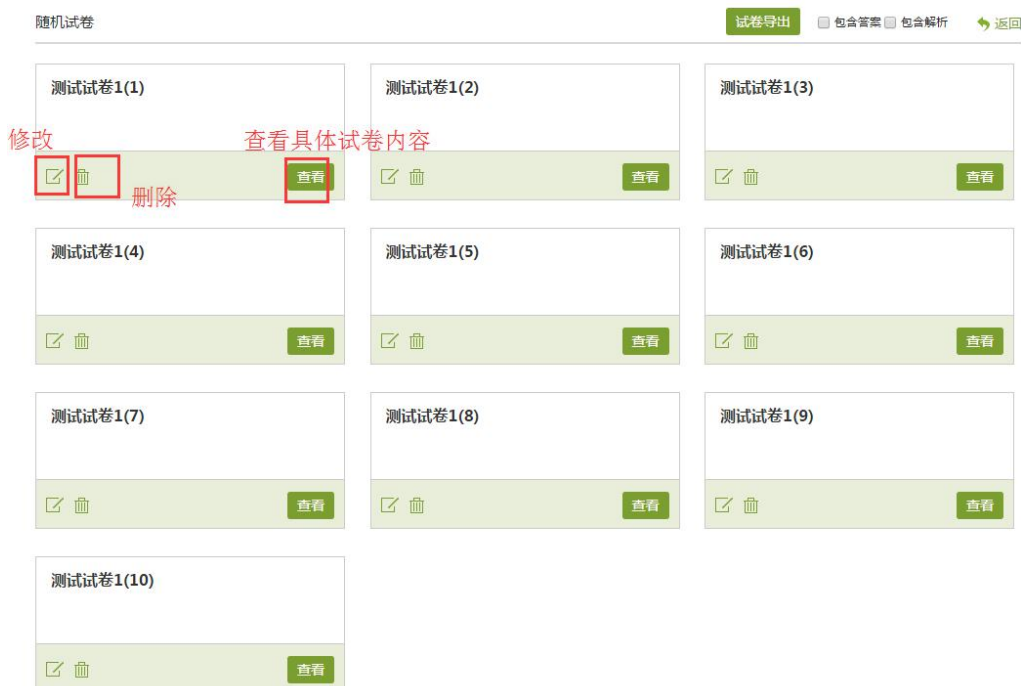 随机试卷 试卷导出 包含答案 包含解析 返回
测试试卷1(1) 测试试卷1(2) 测试试卷1(3)
修改 查看具体试卷内容
查看 查看 查看
删除
测试试卷1(4) 测试试卷1(5) 测试试卷1(6)
查看 查看 查看
测试试卷1(7) 测试试卷1(8) 测试试卷1(9)
查看 查看 查看
测试试卷1(10)
查看